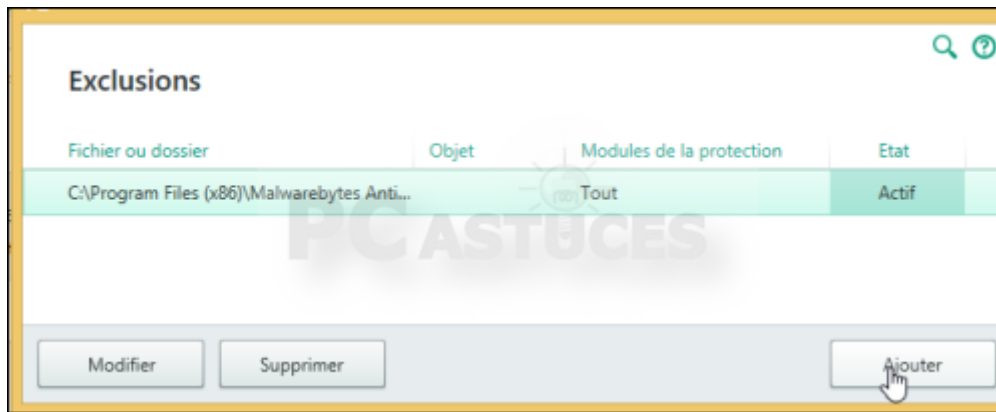 Exclusions
Fichier ou dossier Objet Modules de la protection Etat
C:\Program Files (x86)\Malwarebytes Anti... Tout Actif
PC ASTUCES
Modifier Supprimer Ajouter